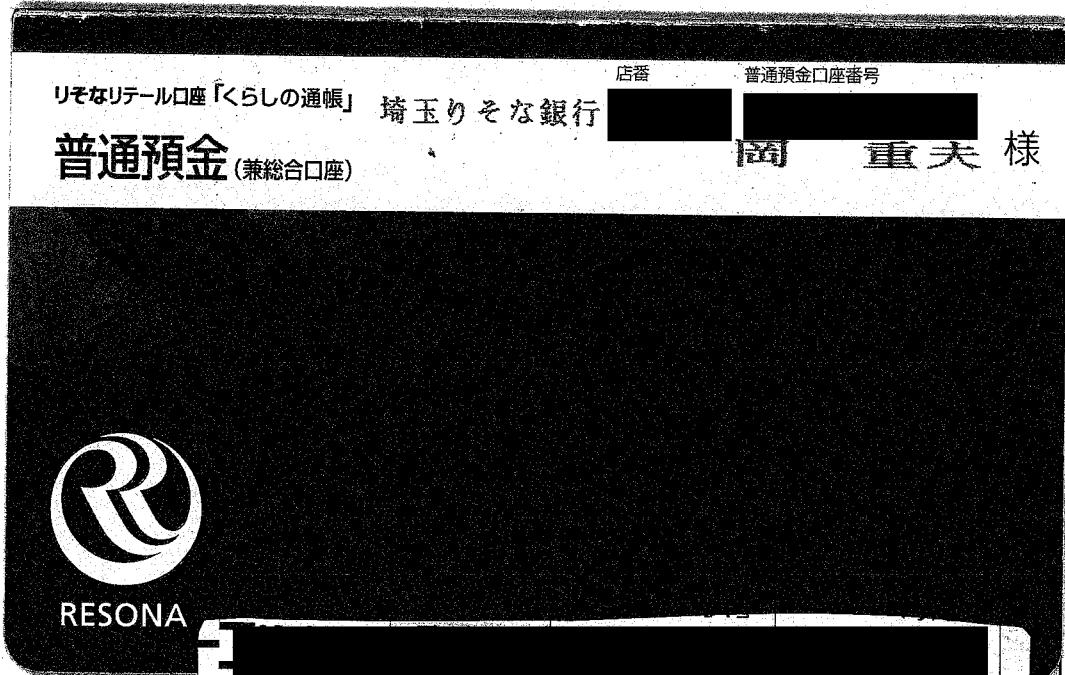 店番 普通預金口座番号
りそなリテール口座「くらしの通帳」 埼玉りそな銀行
岡 重夫 様
普通預金(兼総合口座)
RESONA